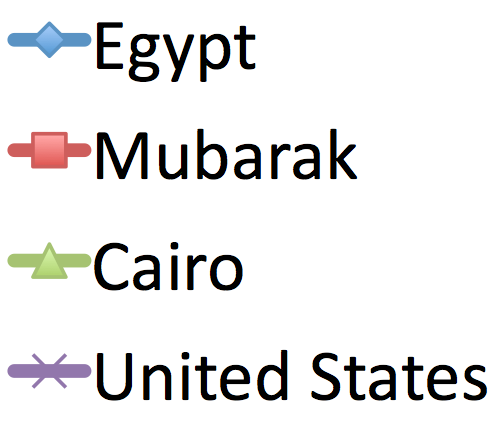 Egypt
Mubarak
Cairo
United States